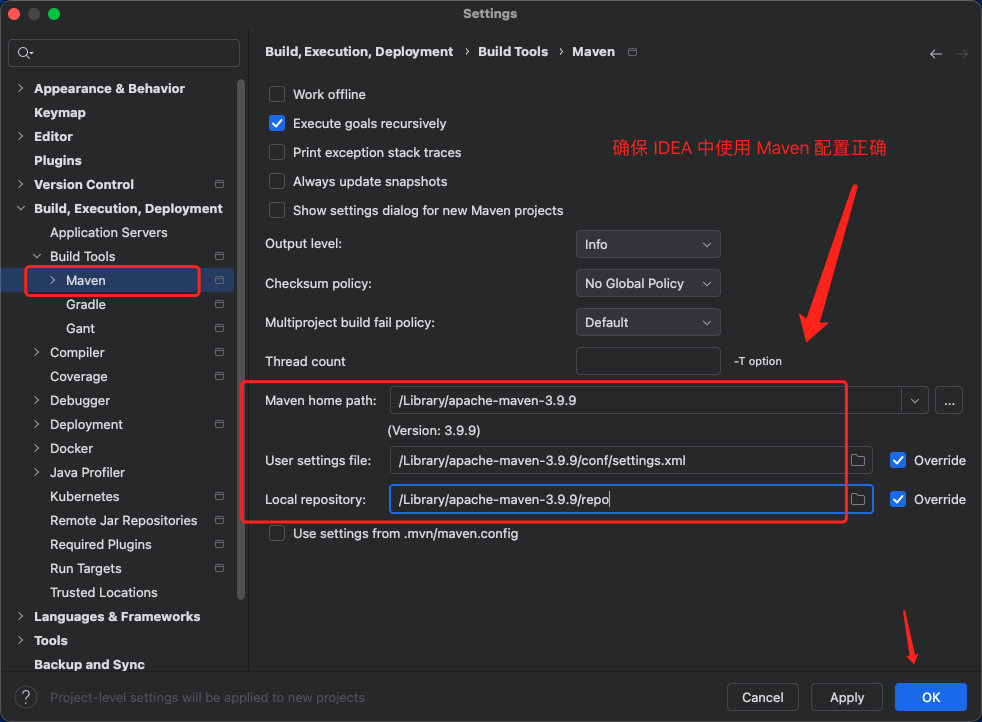 Settings
Build, Execution, Deployment › Build Tools › Maven
Appearance & Behavior
Keymap
Editor
Plugins
Version Control
Build, Execution, Deployment
Application Servers
Build Tools
Maven
Gradle
Gant
Compiler
Coverage
Debugger
Deployment
Docker
Java Profiler
Kubernetes
Remote Jar Repositories
Required Plugins
Run Targets
Trusted Locations
Languages & Frameworks
Tools
Backup and Sync
Work offline
Execute goals recursively
Print exception stack traces
Always update snapshots
Show settings dialog for new Maven projects
确保 IDEA 中使用 Maven 配置正确
Output level: Info
Checksum policy: No Global Policy
Multiproject build fail policy: Default
Thread count -T option
Maven home path: /Library/apache-maven-3.9.9 ...
(Version: 3.9.9)
User settings file: /Library/apache-maven-3.9.9/conf/settings.xml Override
Local repository: /Library/apache-maven-3.9.9/repo Override
Use settings from .mvn/maven.config
? Project-level settings will be applied to new projects
Cancel Apply OK